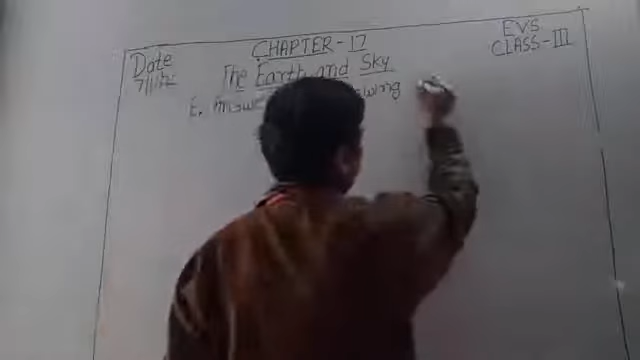 Date
CHAPTER - 17
EVS
CLASS - III
The Earth and Sky
E.